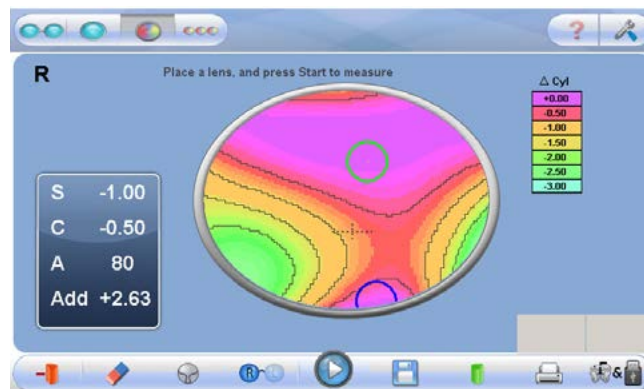 ?
R
Place a lens, and press Start to measure
Δ Cyl
+0.00
-0.50
-1.00
-1.50
-2.00
-2.50
-3.00
S -1.00
C -0.50
A 80
Add +2.63
R
&